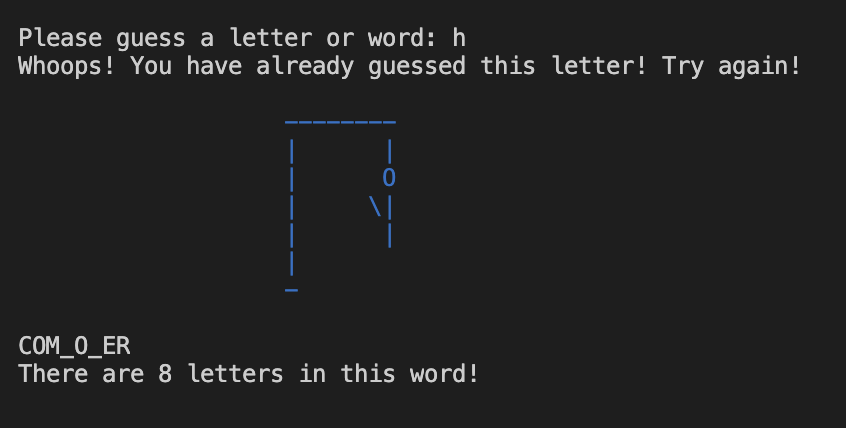 Please guess a letter or word: h
Whoops! You have already guessed this letter! Try again!
--------
|      |
|      O
|     \|
|      |
|
-
COM_O_ER
There are 8 letters in this word!